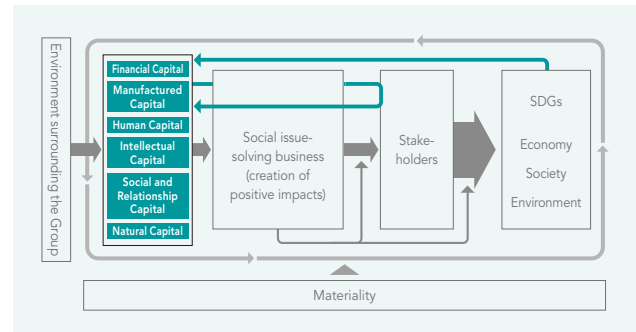 Environment surrounding the Group
Financial Capital
Manufactured
Capital
Human Capital
Intellectual
Capital
Social and
Relationship
Capital
Natural Capital
Social issue-
solving business
(creation of
positive impacts)
Stake-
holders
SDGs
Economy
Society
Environment
Materiality